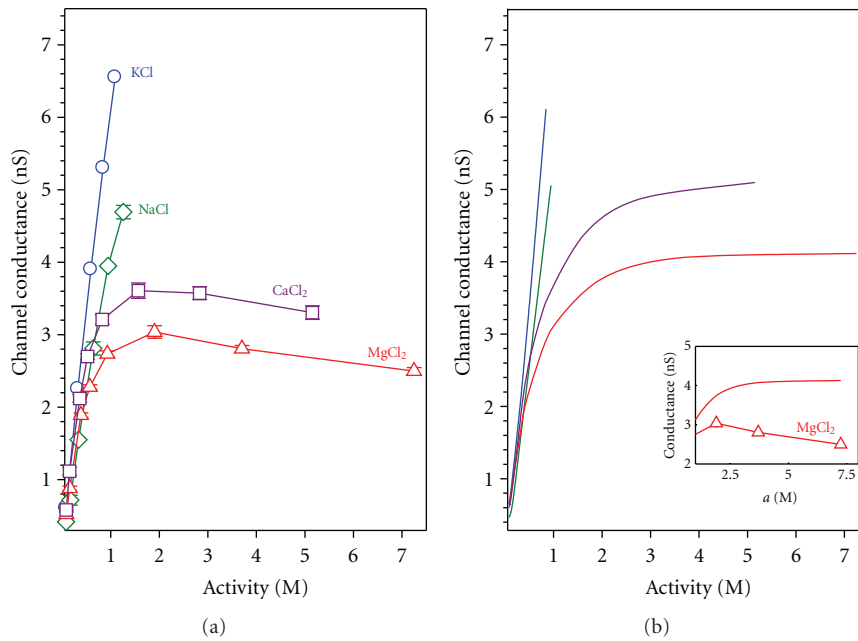 7
6
5
4
3
2
1
Channel conductance (nS)
KCl
NaCl
CaCl2
MgCl2
1 2 3 4 5 6 7
Activity (M)
(a)
7
6
5
4
3
2
1
Channel conductance (nS)
5
4
3
2
Conductance (nS)
MgCl2
2.5 5 7.5
a (M)
1 2 3 4 5 6 7
Activity (M)
(b)